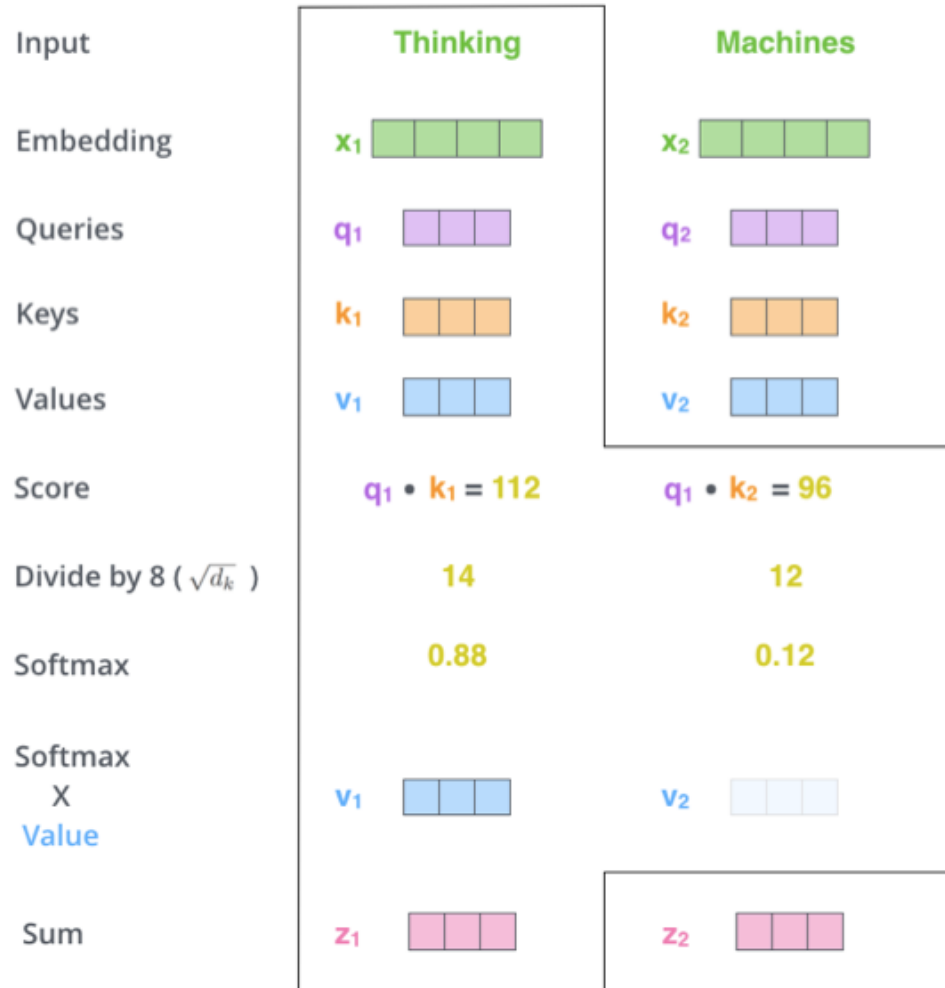 Input Thinking Machines
Embedding x₁ x₂
Queries q₁ q₂
Keys k₁ k₂
Values v₁ v₂
Score q₁ • k₁ = 112 q₁ • k₂ = 96
Divide by 8 ( √dₖ ) 14 12
Softmax 0.88 0.12
Softmax
X v₁ v₂
Value
Sum z₁ z₂